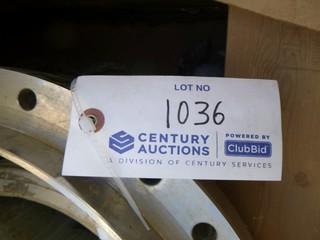 LOT NO
1036
CENTURY AUCTIONS
POWERED BY
ClubBid
A DIVISION OF CENTURY SERVICES